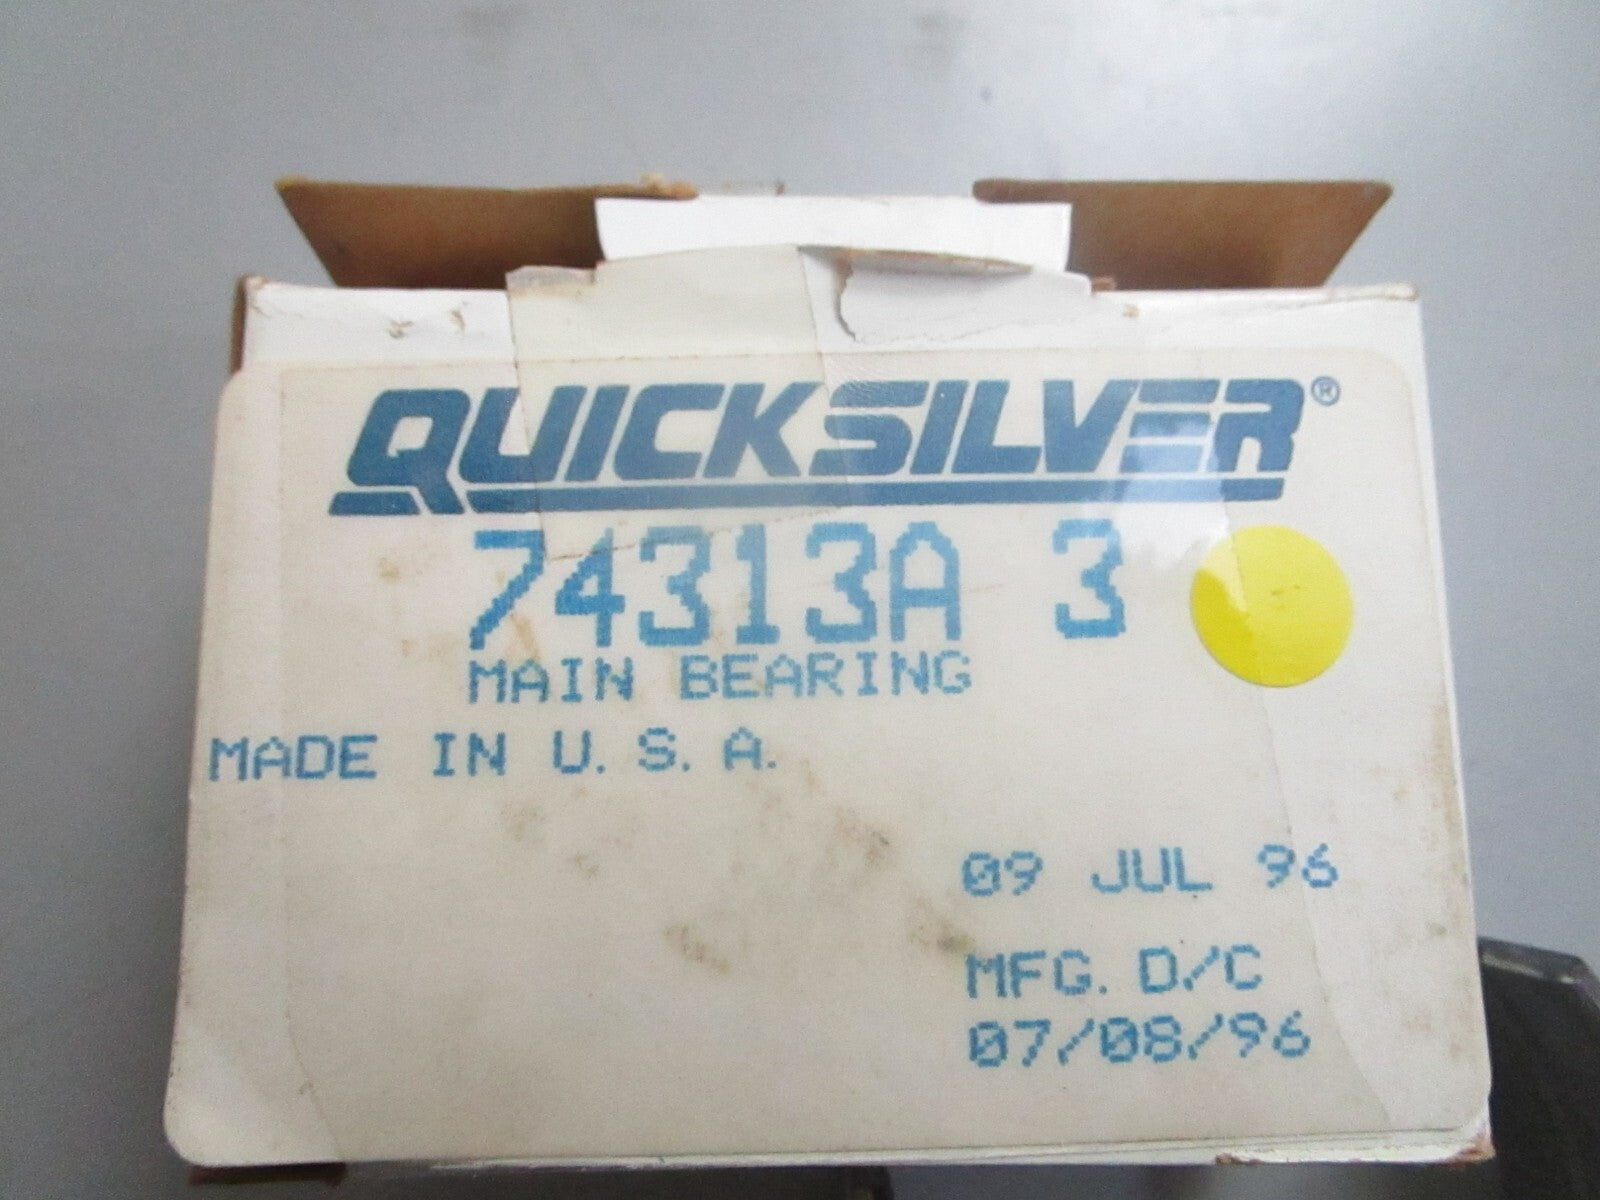 QUICKSILVER®
74313A 3
MAIN BEARING
MADE IN U.S.A.
09 JUL 96
MFG. D/C
07/08/96